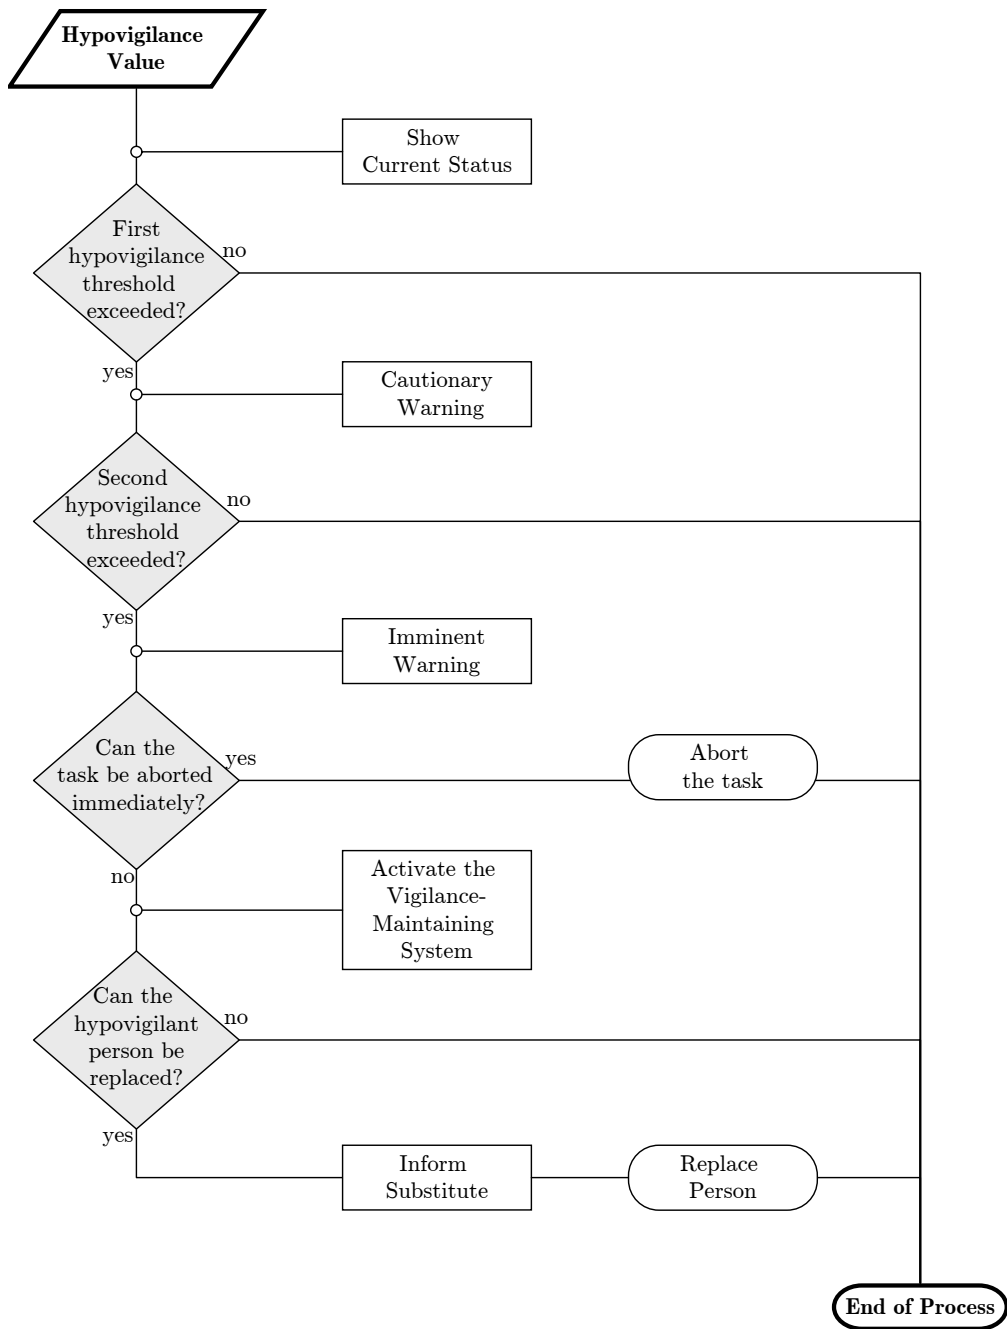 Hypovigilance
Value
Show
Current Status
First
hypovigilance
threshold
exceeded?
no
yes
Cautionary
Warning
Second
hypovigilance
threshold
exceeded?
no
yes
Imminent
Warning
Can the
task be aborted
immediately?
yes
Abort
the task
no
Activate the
Vigilance-
Maintaining
System
Can the
hypovigilant
person be
replaced?
no
yes
Inform
Substitute
Replace
Person
End of Process